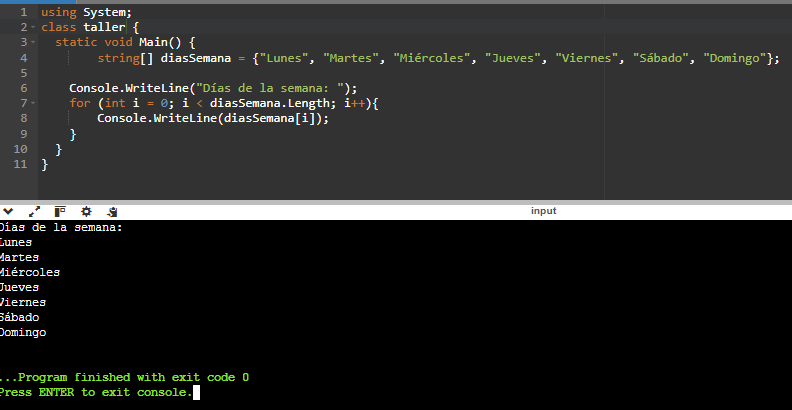 1 using System;
2 class taller {
3 static void Main() {
4 string[] diasSemana = {"Lunes", "Martes", "Miércoles", "Jueves", "Viernes", "Sábado", "Domingo"};
5
6 Console.WriteLine("Días de la semana: ");
7 for (int i = 0; i < diasSemana.Length; i++){
8 Console.WriteLine(diasSemana[i]);
9 }
10 }
11 }
input
Días de la semana:
Lunes
Martes
Miércoles
Jueves
Viernes
Sábado
Domingo
...Program finished with exit code 0
Press ENTER to exit console.